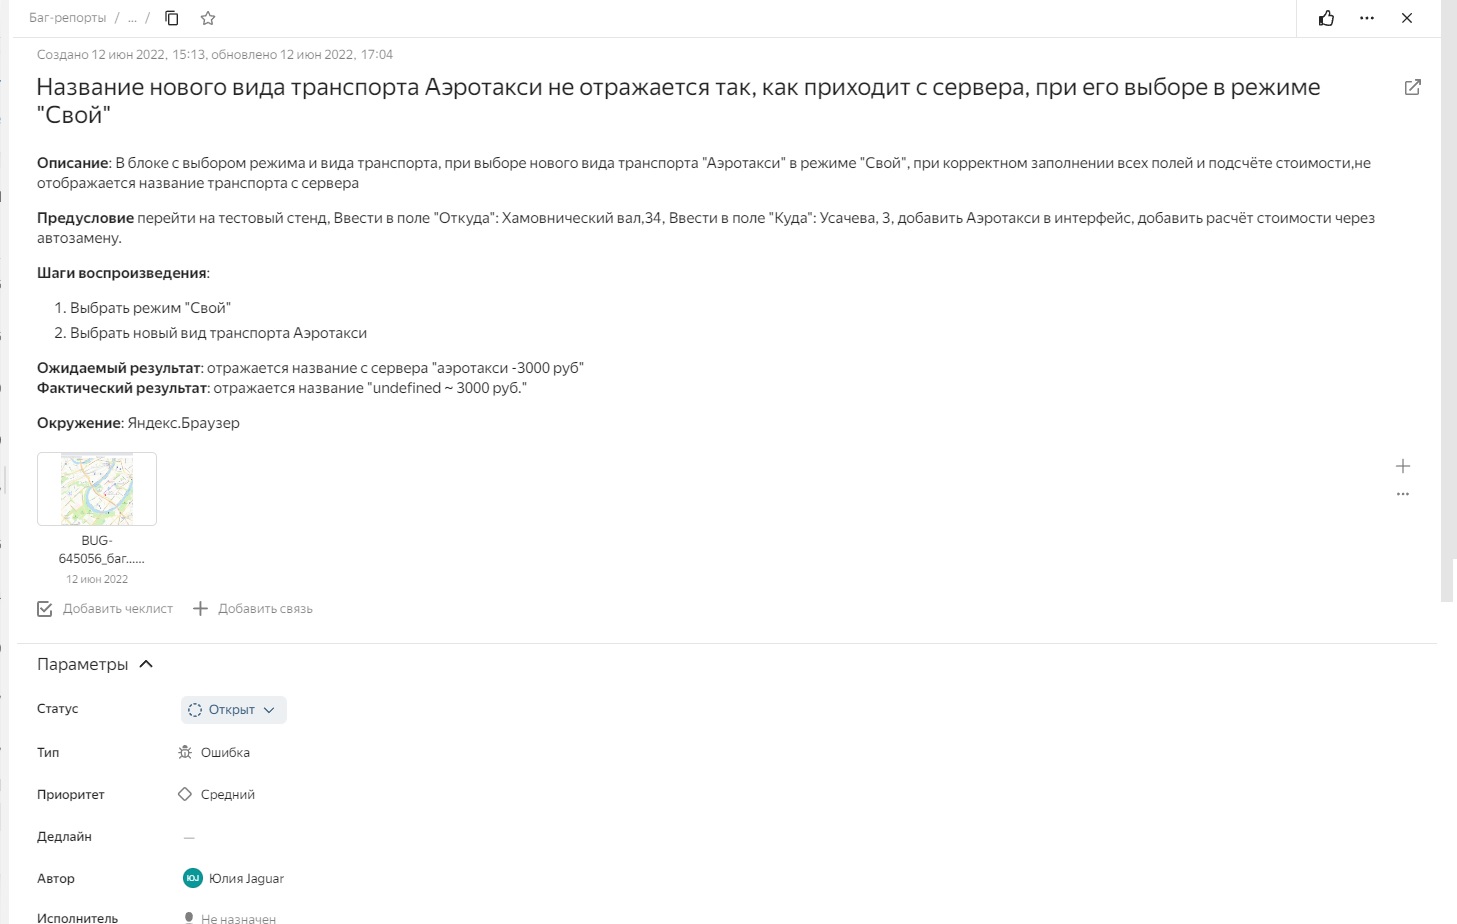 Баг-репорты / ... /
Создано 12 июн 2022, 15:13, обновлено 12 июн 2022, 17:04
Название нового вида транспорта Аэротакси не отражается так, как приходит с сервера, при его выборе в режиме
"Свой"
Описание: В блоке с выбором режима и вида транспорта, при выборе нового вида транспорта "Аэротакси" в режиме "Свой", при корректном заполнении всех полей и подсчёте стоимости,не
отображается название транспорта с сервера
Предусловие перейти на тестовый стенд, Ввести в поле "Откуда": Хамовнический вал,34, Ввести в поле "Куда": Усачева, 3, добавить Аэротакси в интерфейс, добавить расчёт стоимости через
автозамену.
Шаги воспроизведения:
1. Выбрать режим "Свой"
2. Выбрать новый вид транспорта Аэротакси
Ожидаемый результат: отражается название с сервера "аэротакси -3000 руб"
Фактический результат: отражается название "undefined ~ 3000 руб."
Окружение: Яндекс.Браузер
BUG-
645056_баг......
12 июн 2022
Добавить чеклист Добавить связь
Параметры
Статус Открыт
Тип Ошибка
Приоритет Средний
Дедлайн —
Автор ЮJ Юлия Jaguar
Исполнитель Не назначен